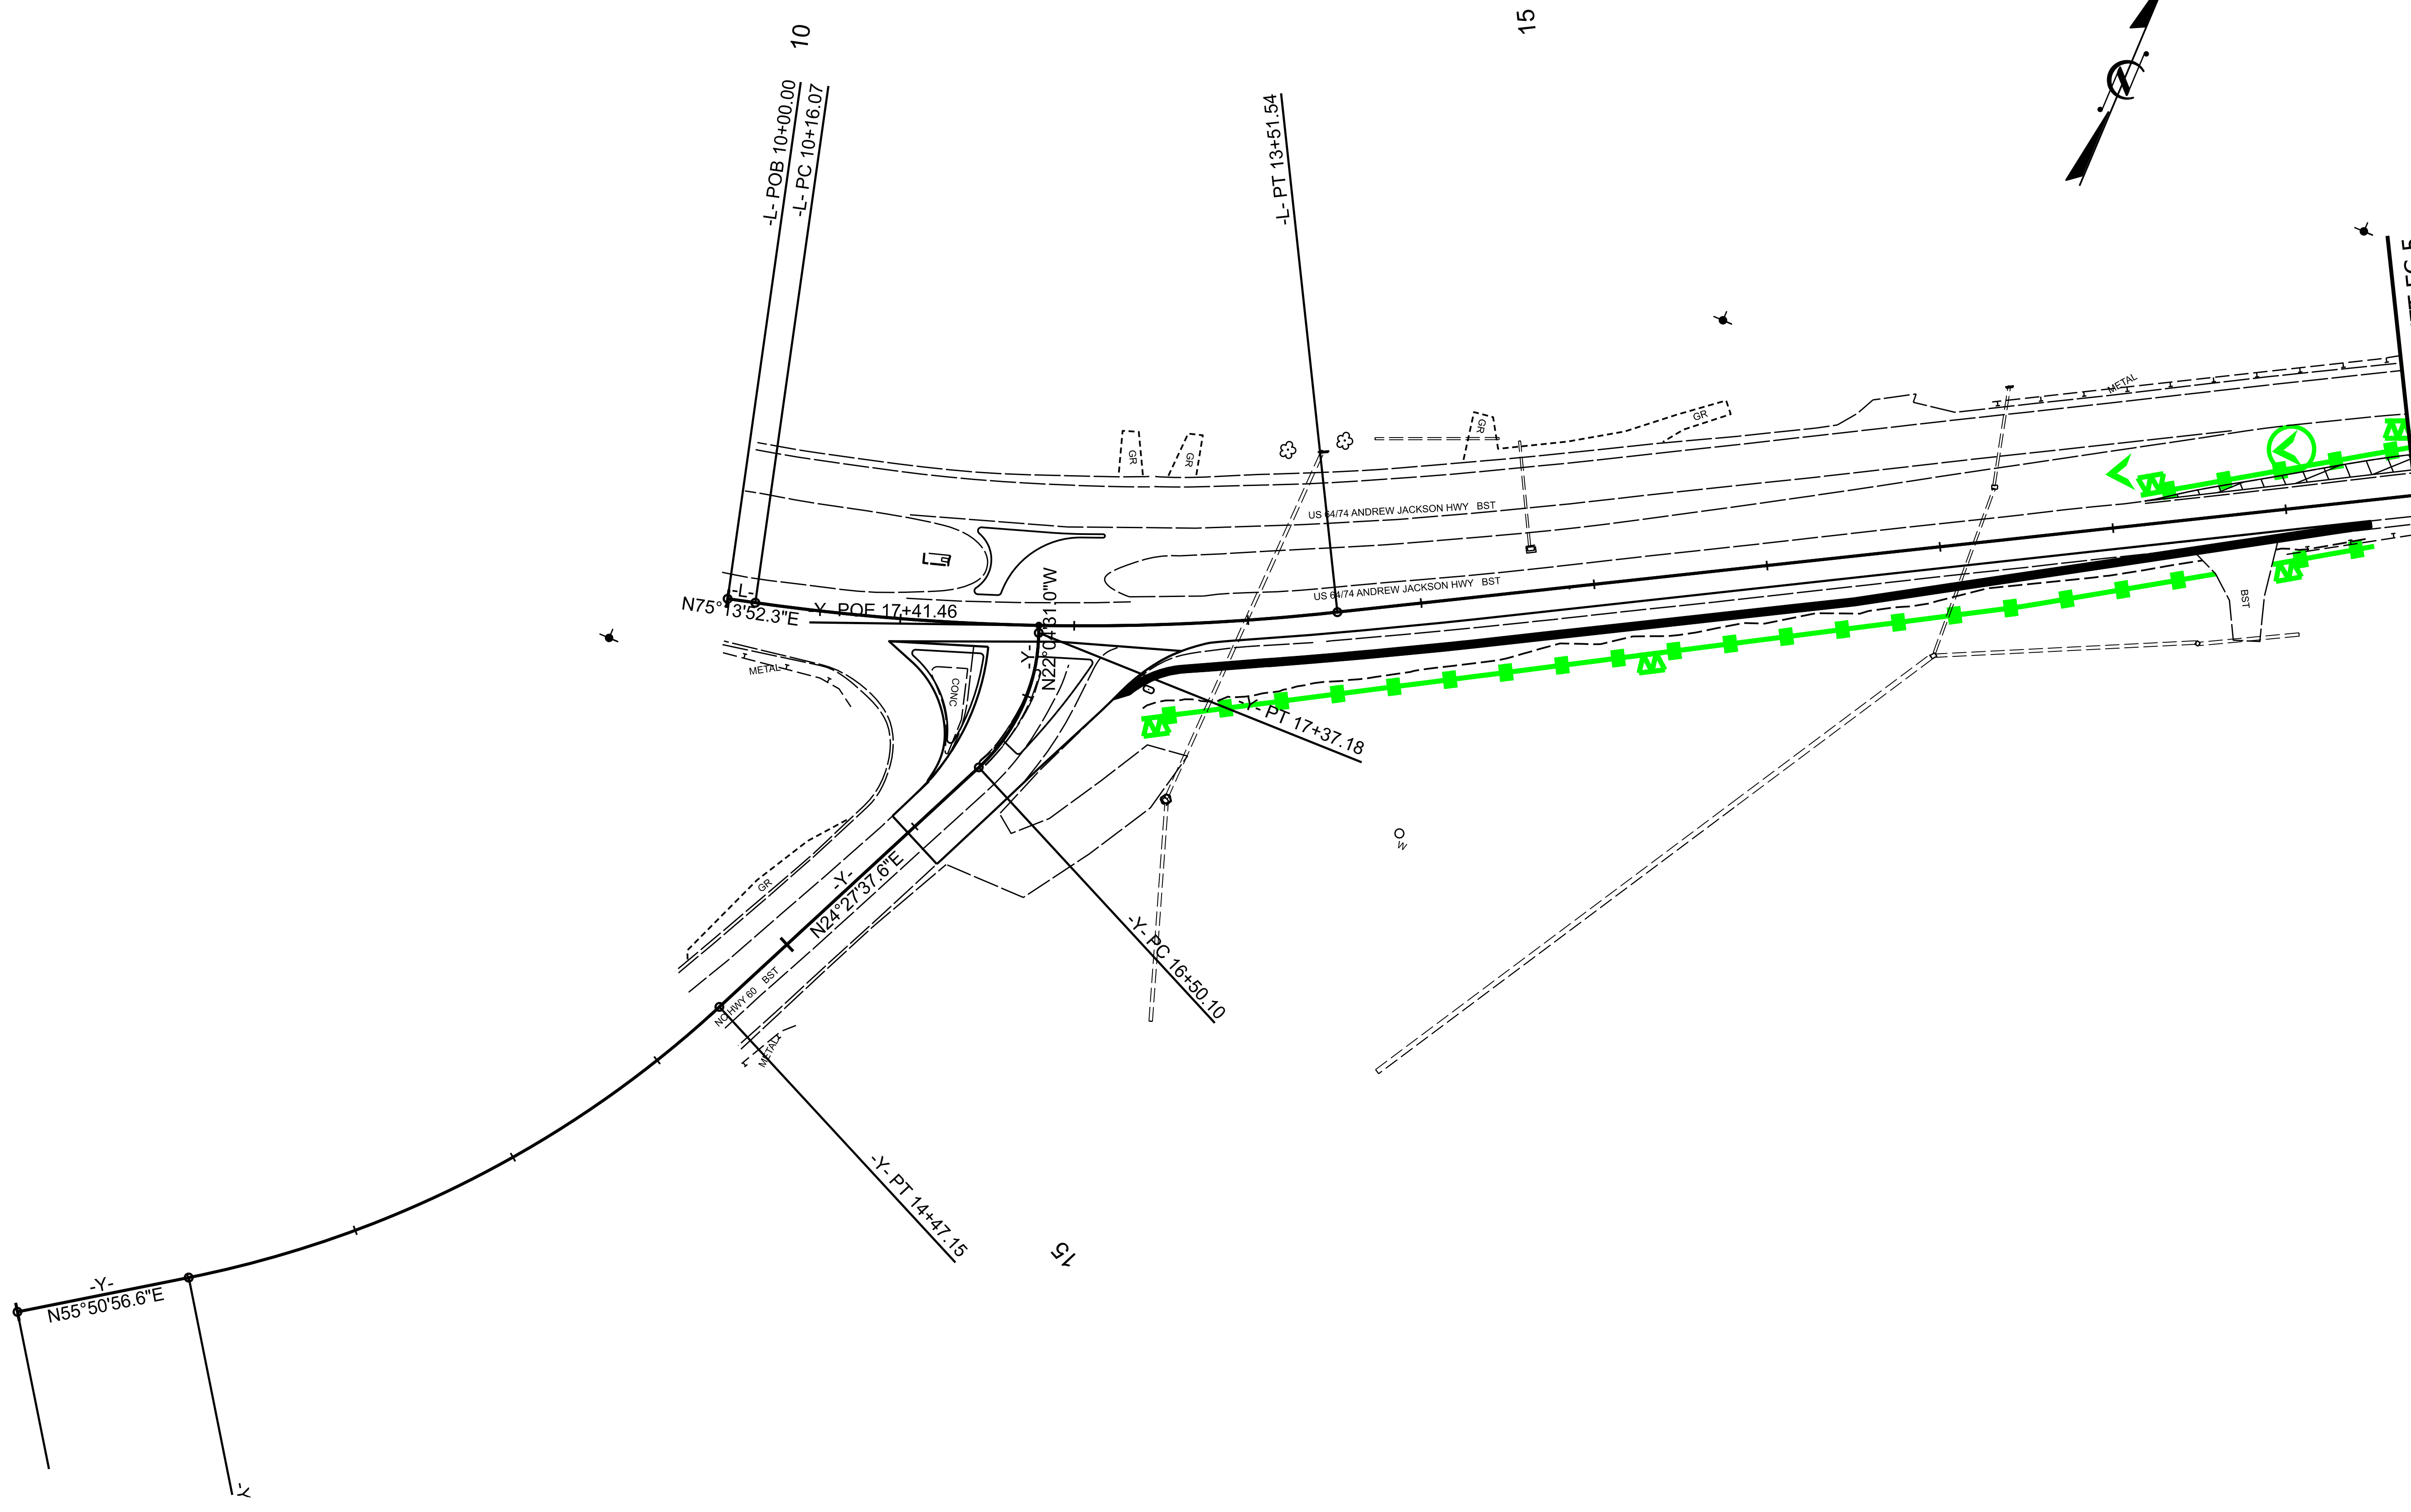 10
15
-L- POB 10+00.00
-L- PC 10+16.07
-L- PT 13+51.54
N
METAL
GR
GR
GR
GR
US 64/74 ANDREW JACKSON HWY   BST
US 64/74 ANDREW JACKSON HWY   BST
-L-
N75°13'52.3"E
-Y- POE 17+41.46
-Y-
N22°04'31.0"W
METAL
CONC
BST
-Y- PT 17+37.18
W
GR
-Y-
N24°27'37.6"E
-Y- PC 16+50.10
NC HWY 60   BST
METAL
-Y- PT 14+47.15
15
-Y-
N55°50'56.6"E
-Y